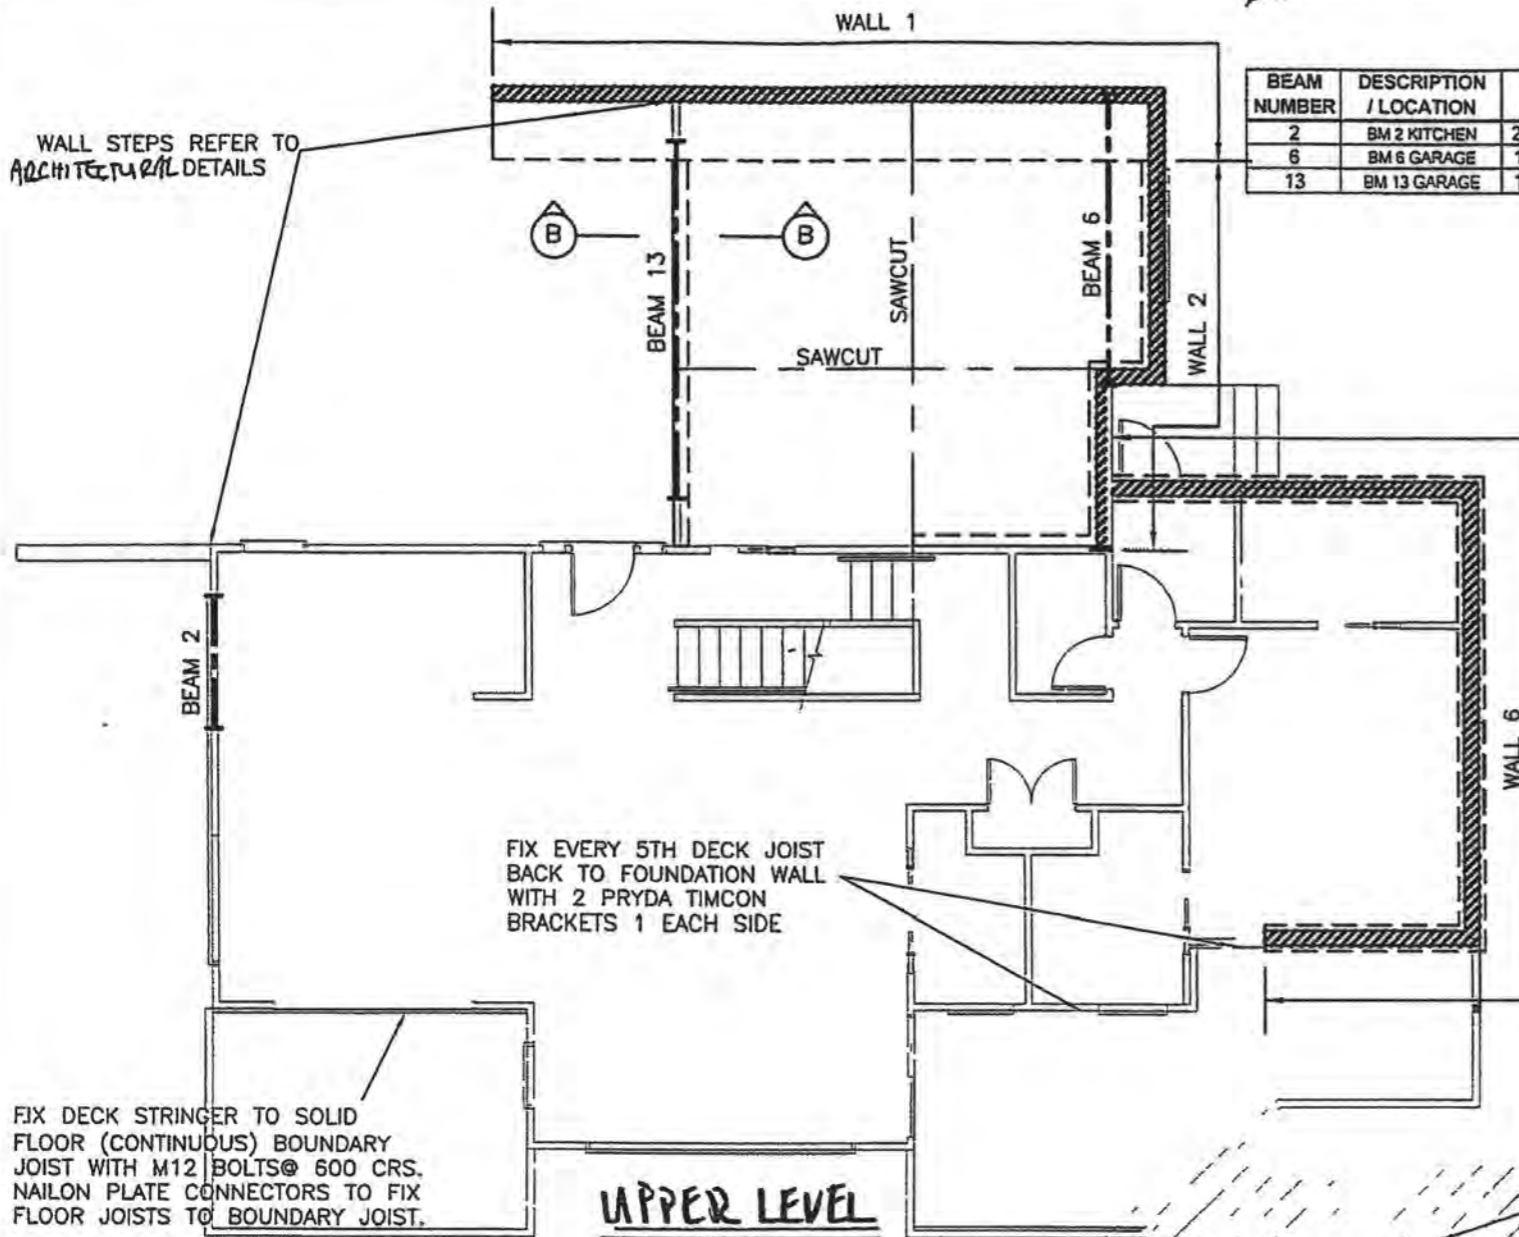 WALL 1
BEAM NUMBER DESCRIPTION / LOCATION
2 BM 2 KITCHEN 2
6 BM 6 GARAGE 1
13 BM 13 GARAGE 1
WALL STEPS REFER TO
ARCHITECTURAL DETAILS
B
B
BEAM 13
SAWCUT
SAWCUT
BEAM 6
WALL 2
BEAM 2
WALL 6
FIX EVERY 5TH DECK JOIST
BACK TO FOUNDATION WALL
WITH 2 PRYDA TIMCON
BRACKETS 1 EACH SIDE
FIX DECK STRINGER TO SOLID
FLOOR (CONTINUOUS) BOUNDARY
JOIST WITH M12 BOLTS@ 600 CRS.
NAILON PLATE CONNECTORS TO FIX
FLOOR JOISTS TO BOUNDARY JOIST.
UPPER LEVEL